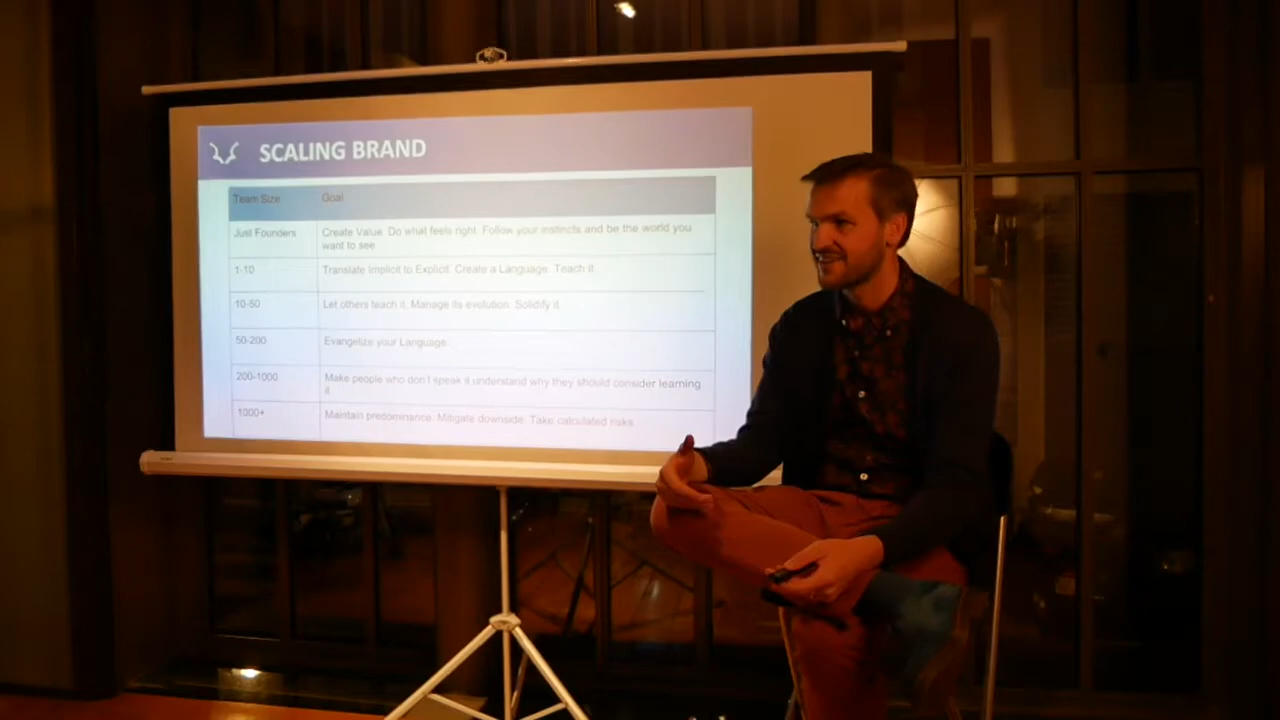 SCALING BRAND
Team Size Goal
Just Founders Create Value. Do what feels right. Follow your instincts and be the world you
want to see
1-10 Translate Implicit to Explicit. Create a Language. Teach it.
10-50 Let others teach it. Manage its evolution. Solidify it.
50-200 Evangelize your Language.
200-1000 Make people who don't speak it understand why they should consider learning
it.
1000+ Maintain predominance. Mitigate downside. Take calculated risks.